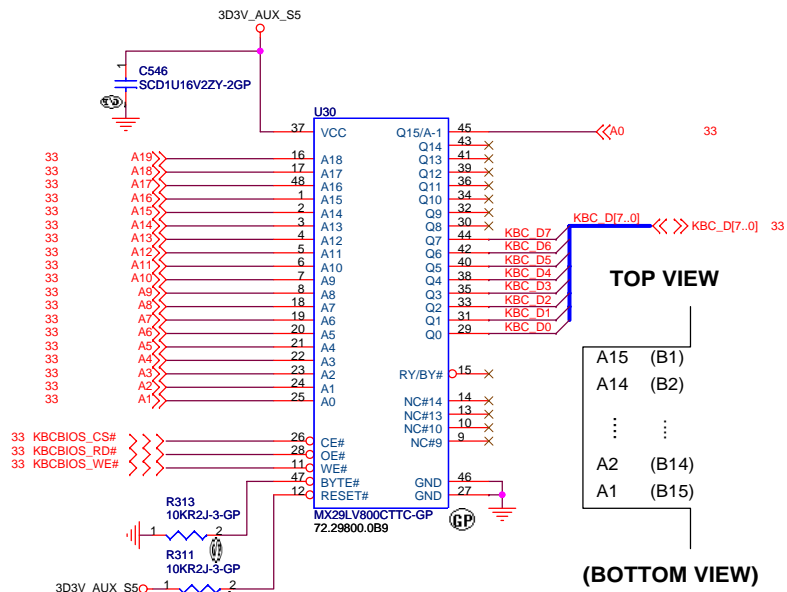 3D3V_AUX_S5
1
C546
SCD1U16V2ZY-2GP
U30
37 VCC Q15/A-1 45 A0 33
Q14 43
Q13 41
Q12 39
Q11 36
Q10 34
Q9 32
Q8 30
33 A19 16 A18
33 A18 17 A17
33 A17 48 A16
33 A16 1 A15
33 A15 2 A14
33 A14 3 A13
33 A13 4 A12
33 A12 5 A11
33 A11 6 A10
33 A10 7 A9
33 A9 8 A8
33 A8 18 A7
33 A7 19 A6
33 A6 20 A5
33 A5 21 A4
33 A4 22 A3
33 A3 23 A2
33 A2 24 A1
33 A1 25 A0
Q7 44 KBC_D7
Q6 42 KBC_D6
Q5 40 KBC_D5
Q4 38 KBC_D4
Q3 35 KBC_D3
Q2 33 KBC_D2
Q1 31 KBC_D1
Q0 29 KBC_D0
KBC_D[7..0] KBC_D[7..0] 33
RY/BY# 15
NC#14 14
NC#13 13
NC#10 10
NC#9 9
33 KBCBIOS_CS# 26 CE#
33 KBCBIOS_RD# 28 OE#
33 KBCBIOS_WE# 11 WE#
47 BYTE#
12 RESET#
GND 46
GND 27
MX29LV800CTTC-GP
72.29800.0B9
GP
R313
10KR2J-3-GP
1 2
R311
10KR2J-3-GP
3D3V_AUX_S5 1 2
TOP VIEW
A15 (B1)
A14 (B2)
A2 (B14)
A1 (B15)
(BOTTOM VIEW)